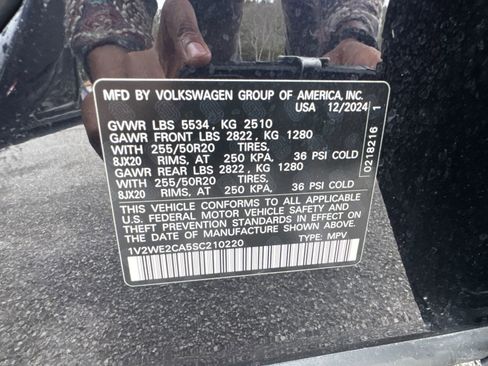 MFD BY VOLKSWAGEN GROUP OF AMERICA, INC.
USA 12/2024
GVWR LBS 5534, KG 2510
GAWR FRONT LBS 2822, KG 1280
WITH 255/50R20 TIRES,
8JX20 RIMS, AT 250 KPA, 36 PSI COLD
GAWR REAR LBS 2822, KG 1280
WITH 255/50R20 TIRES,
8JX20 RIMS, AT 250 KPA, 36 PSI COLD
THIS VEHICLE CONFORMS TO ALL APPLICABLE
U.S. FEDERAL MOTOR VEHICLE SAFETY AND
THEFT PREVENTION STANDARDS IN EFFECT ON
THE DATE OF MANUFACTURE SHOWN ABOVE.
1V2WE2CA5SC210220 TYPE: MPV
0218216 1